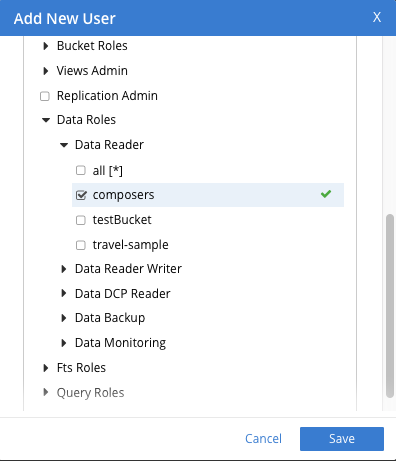 Add New User X
Bucket Roles
Views Admin
Replication Admin
Data Roles
Data Reader
all [*]
composers
testBucket
travel-sample
Data Reader Writer
Data DCP Reader
Data Backup
Data Monitoring
Fts Roles
Query Roles
Cancel Save